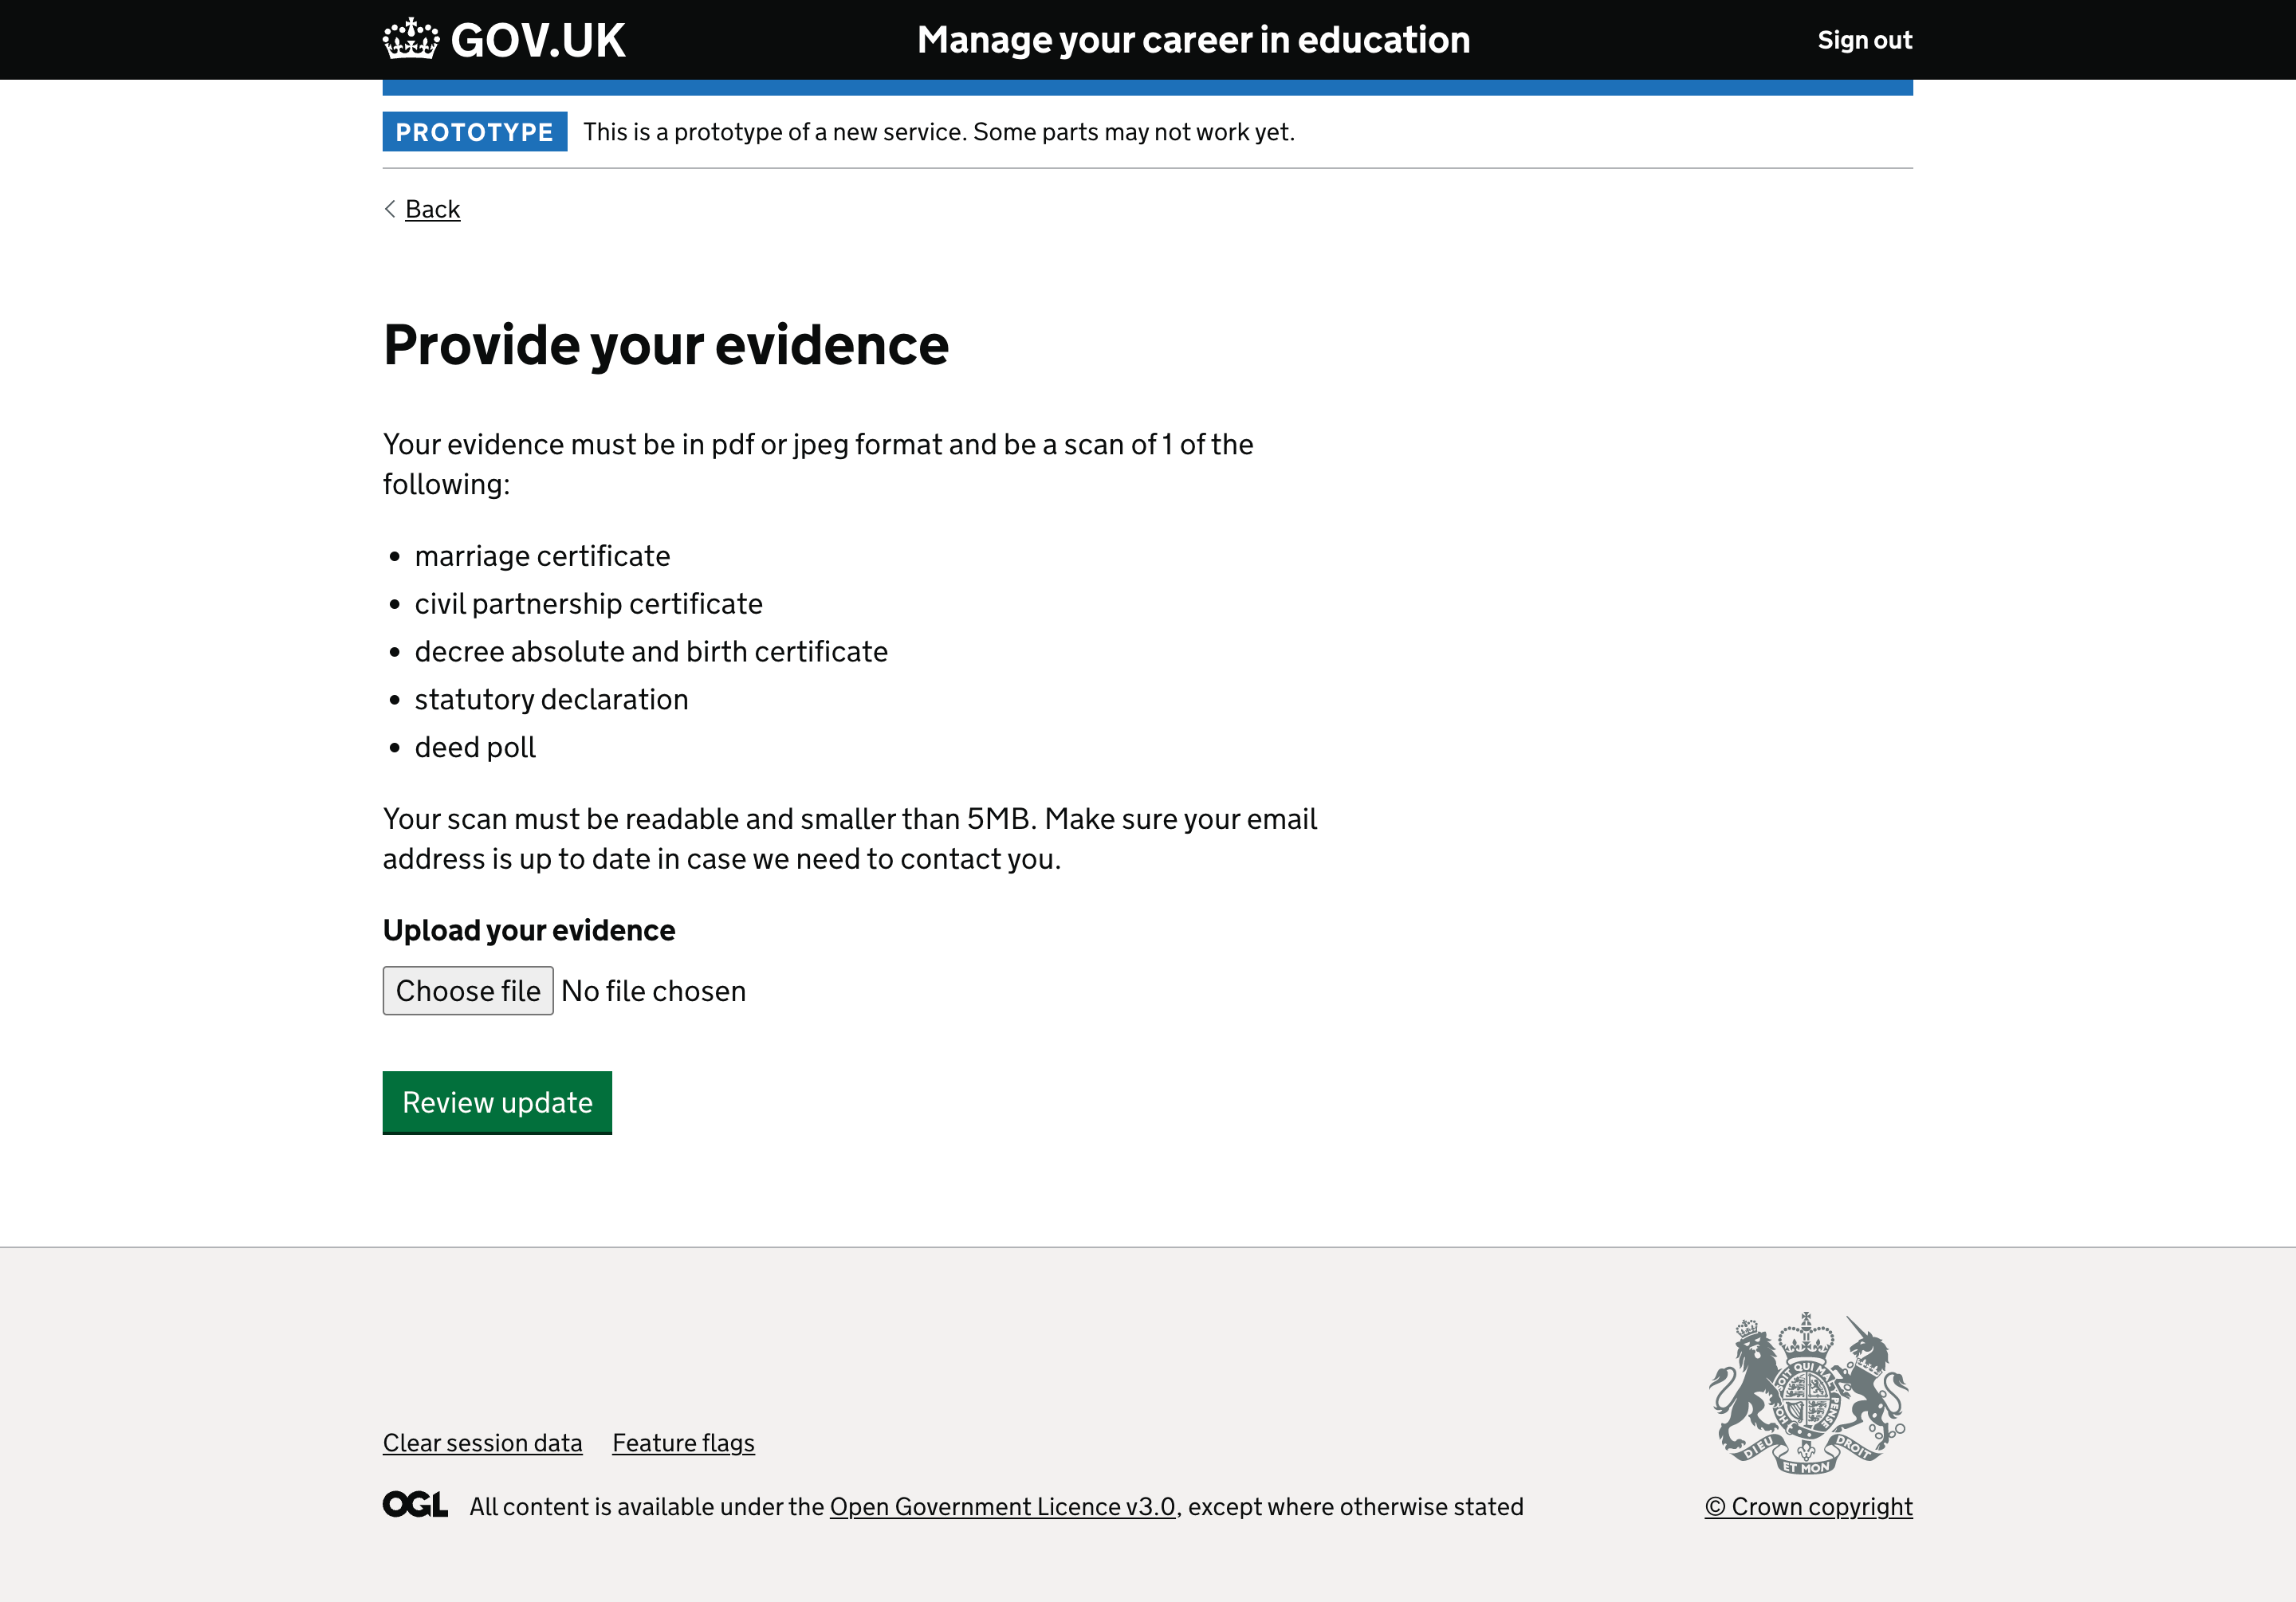 GOV.UK
Manage your career in education
Sign out
PROTOTYPE
This is a prototype of a new service. Some parts may not work yet.
Back
Provide your evidence
Your evidence must be in pdf or jpeg format and be a scan of 1 of the
following:
• marriage certificate
• civil partnership certificate
• decree absolute and birth certificate
• statutory declaration
• deed poll
Your scan must be readable and smaller than 5MB. Make sure your email
address is up to date in case we need to contact you.
Upload your evidence
Choose file No file chosen
Review update
Clear session data Feature flags
OGL All content is available under the Open Government Licence v3.0, except where otherwise stated
DIEU ET MON DROIT
© Crown copyright